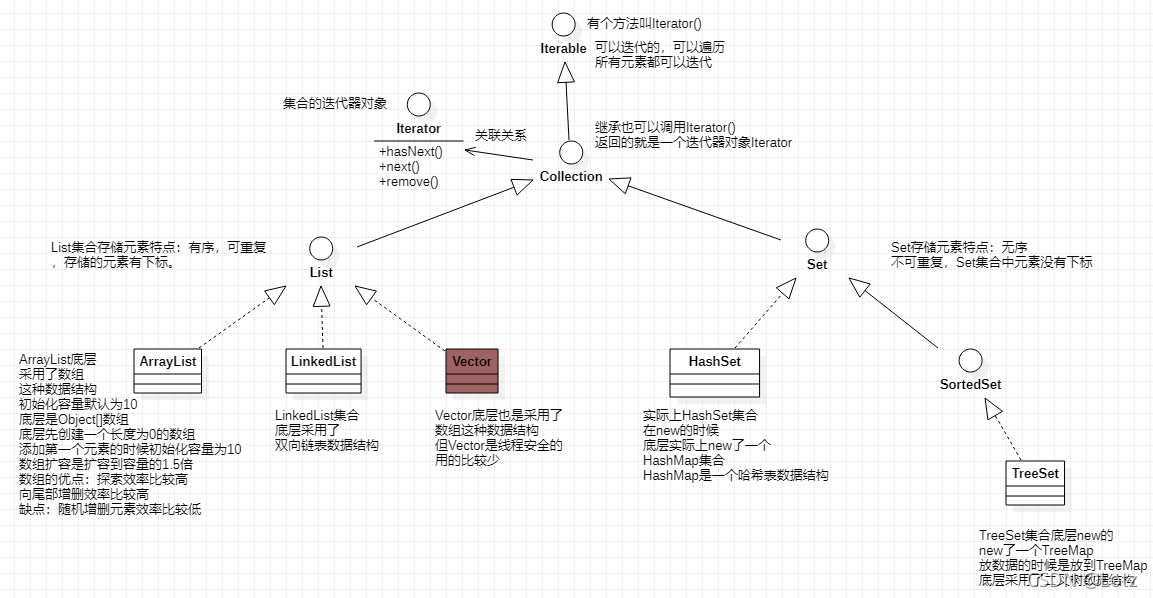 有个方法叫Iterator()
Iterable
可以迭代的，可以遍历
所有元素都可以迭代
集合的迭代器对象
Iterator
+hasNext()
+next()
+remove()
关联关系
继承也可以调用Iterator()
返回的就是一个迭代器对象Iterator
Collection
List集合存储元素特点：有序，可重复
，存储的元素有下标。
List
Set
Set存储元素特点：无序
不可重复，Set集合中元素没有下标
ArrayList底层
采用了数组
这种数据结构
初始化容量默认为10
底层是Object[]数组
底层先创建一个长度为0的数组
添加第一个元素的时候初始化容量为10
数组扩容是扩容到容量的1.5倍
数组的优点：探索效率比较高
向尾部增删效率比较高
缺点：随机增删元素效率比较低
ArrayList
LinkedList
LinkedList集合
底层采用了
双向链表数据结构
Vector
Vector底层也是采用了
数组这种数据结构
但Vector是线程安全的
用的比较少
HashSet
实际上HashSet集合
在new的时候
底层实际上new了一个
HashMap集合
HashMap是一个哈希表数据结构
SortedSet
TreeSet
TreeSet集合底层new的
new了一个TreeMap
放数据的时候是放到TreeMap
底层采用了二叉树数据结构